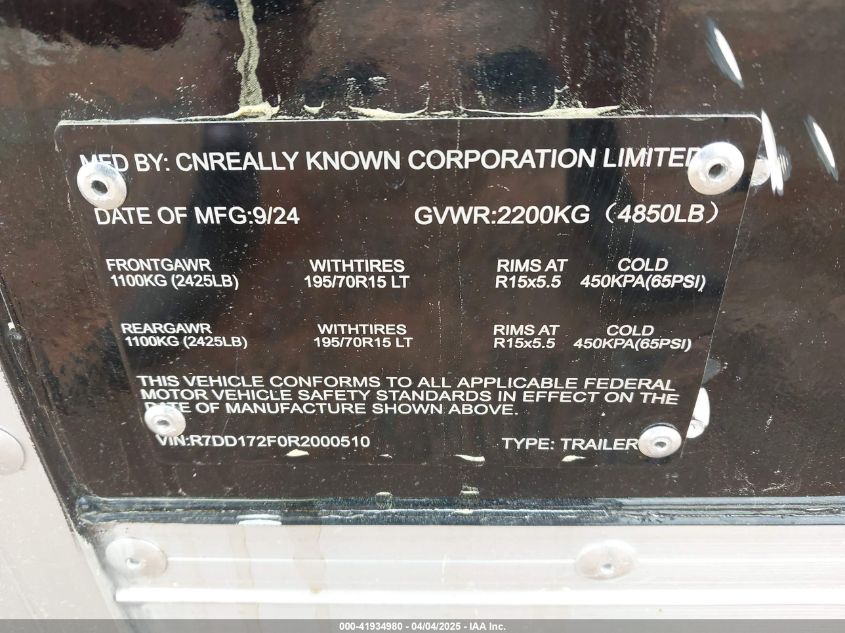 MFD BY: CNREALLY KNOWN CORPORATION LIMITED
DATE OF MFG:9/24 GVWR:2200KG（4850LB）
FRONTGAWR WITHTIRES RIMS AT COLD
1100KG (2425LB) 195/70R15 LT R15x5.5 450KPA(65PSI)
REARGAWR WITHTIRES RIMS AT COLD
1100KG (2425LB) 195/70R15 LT R15x5.5 450KPA(65PSI)
THIS VEHICLE CONFORMS TO ALL APPLICABLE FEDERAL
MOTOR VEHICLE SAFETY STANDARDS IN EFFECT ON THE
DATE OF MANUFACTURE SHOWN ABOVE.
VIN:R7DD172F0R2000510 TYPE: TRAILER
000-41934980 - 04/04/2025 - IAA Inc.